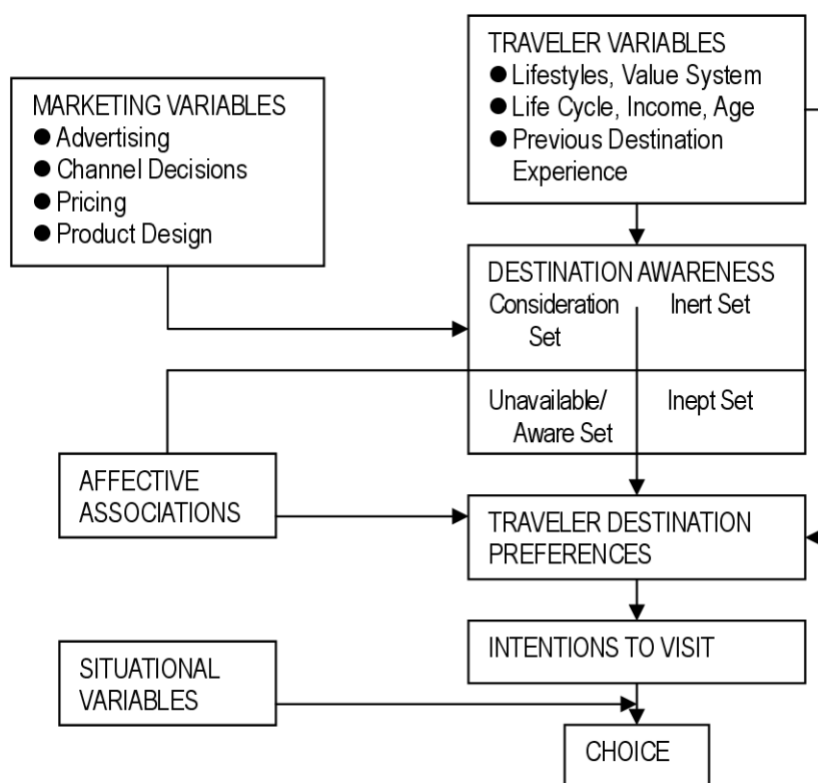 TRAVELER VARIABLES
● Lifestyles, Value System
● Life Cycle, Income, Age
● Previous Destination
Experience
MARKETING VARIABLES
● Advertising
● Channel Decisions
● Pricing
● Product Design
DESTINATION AWARENESS
Consideration Inert Set
Set
Unavailable/ Inept Set
Aware Set
AFFECTIVE
ASSOCIATIONS
TRAVELER DESTINATION
PREFERENCES
INTENTIONS TO VISIT
SITUATIONAL
VARIABLES
CHOICE